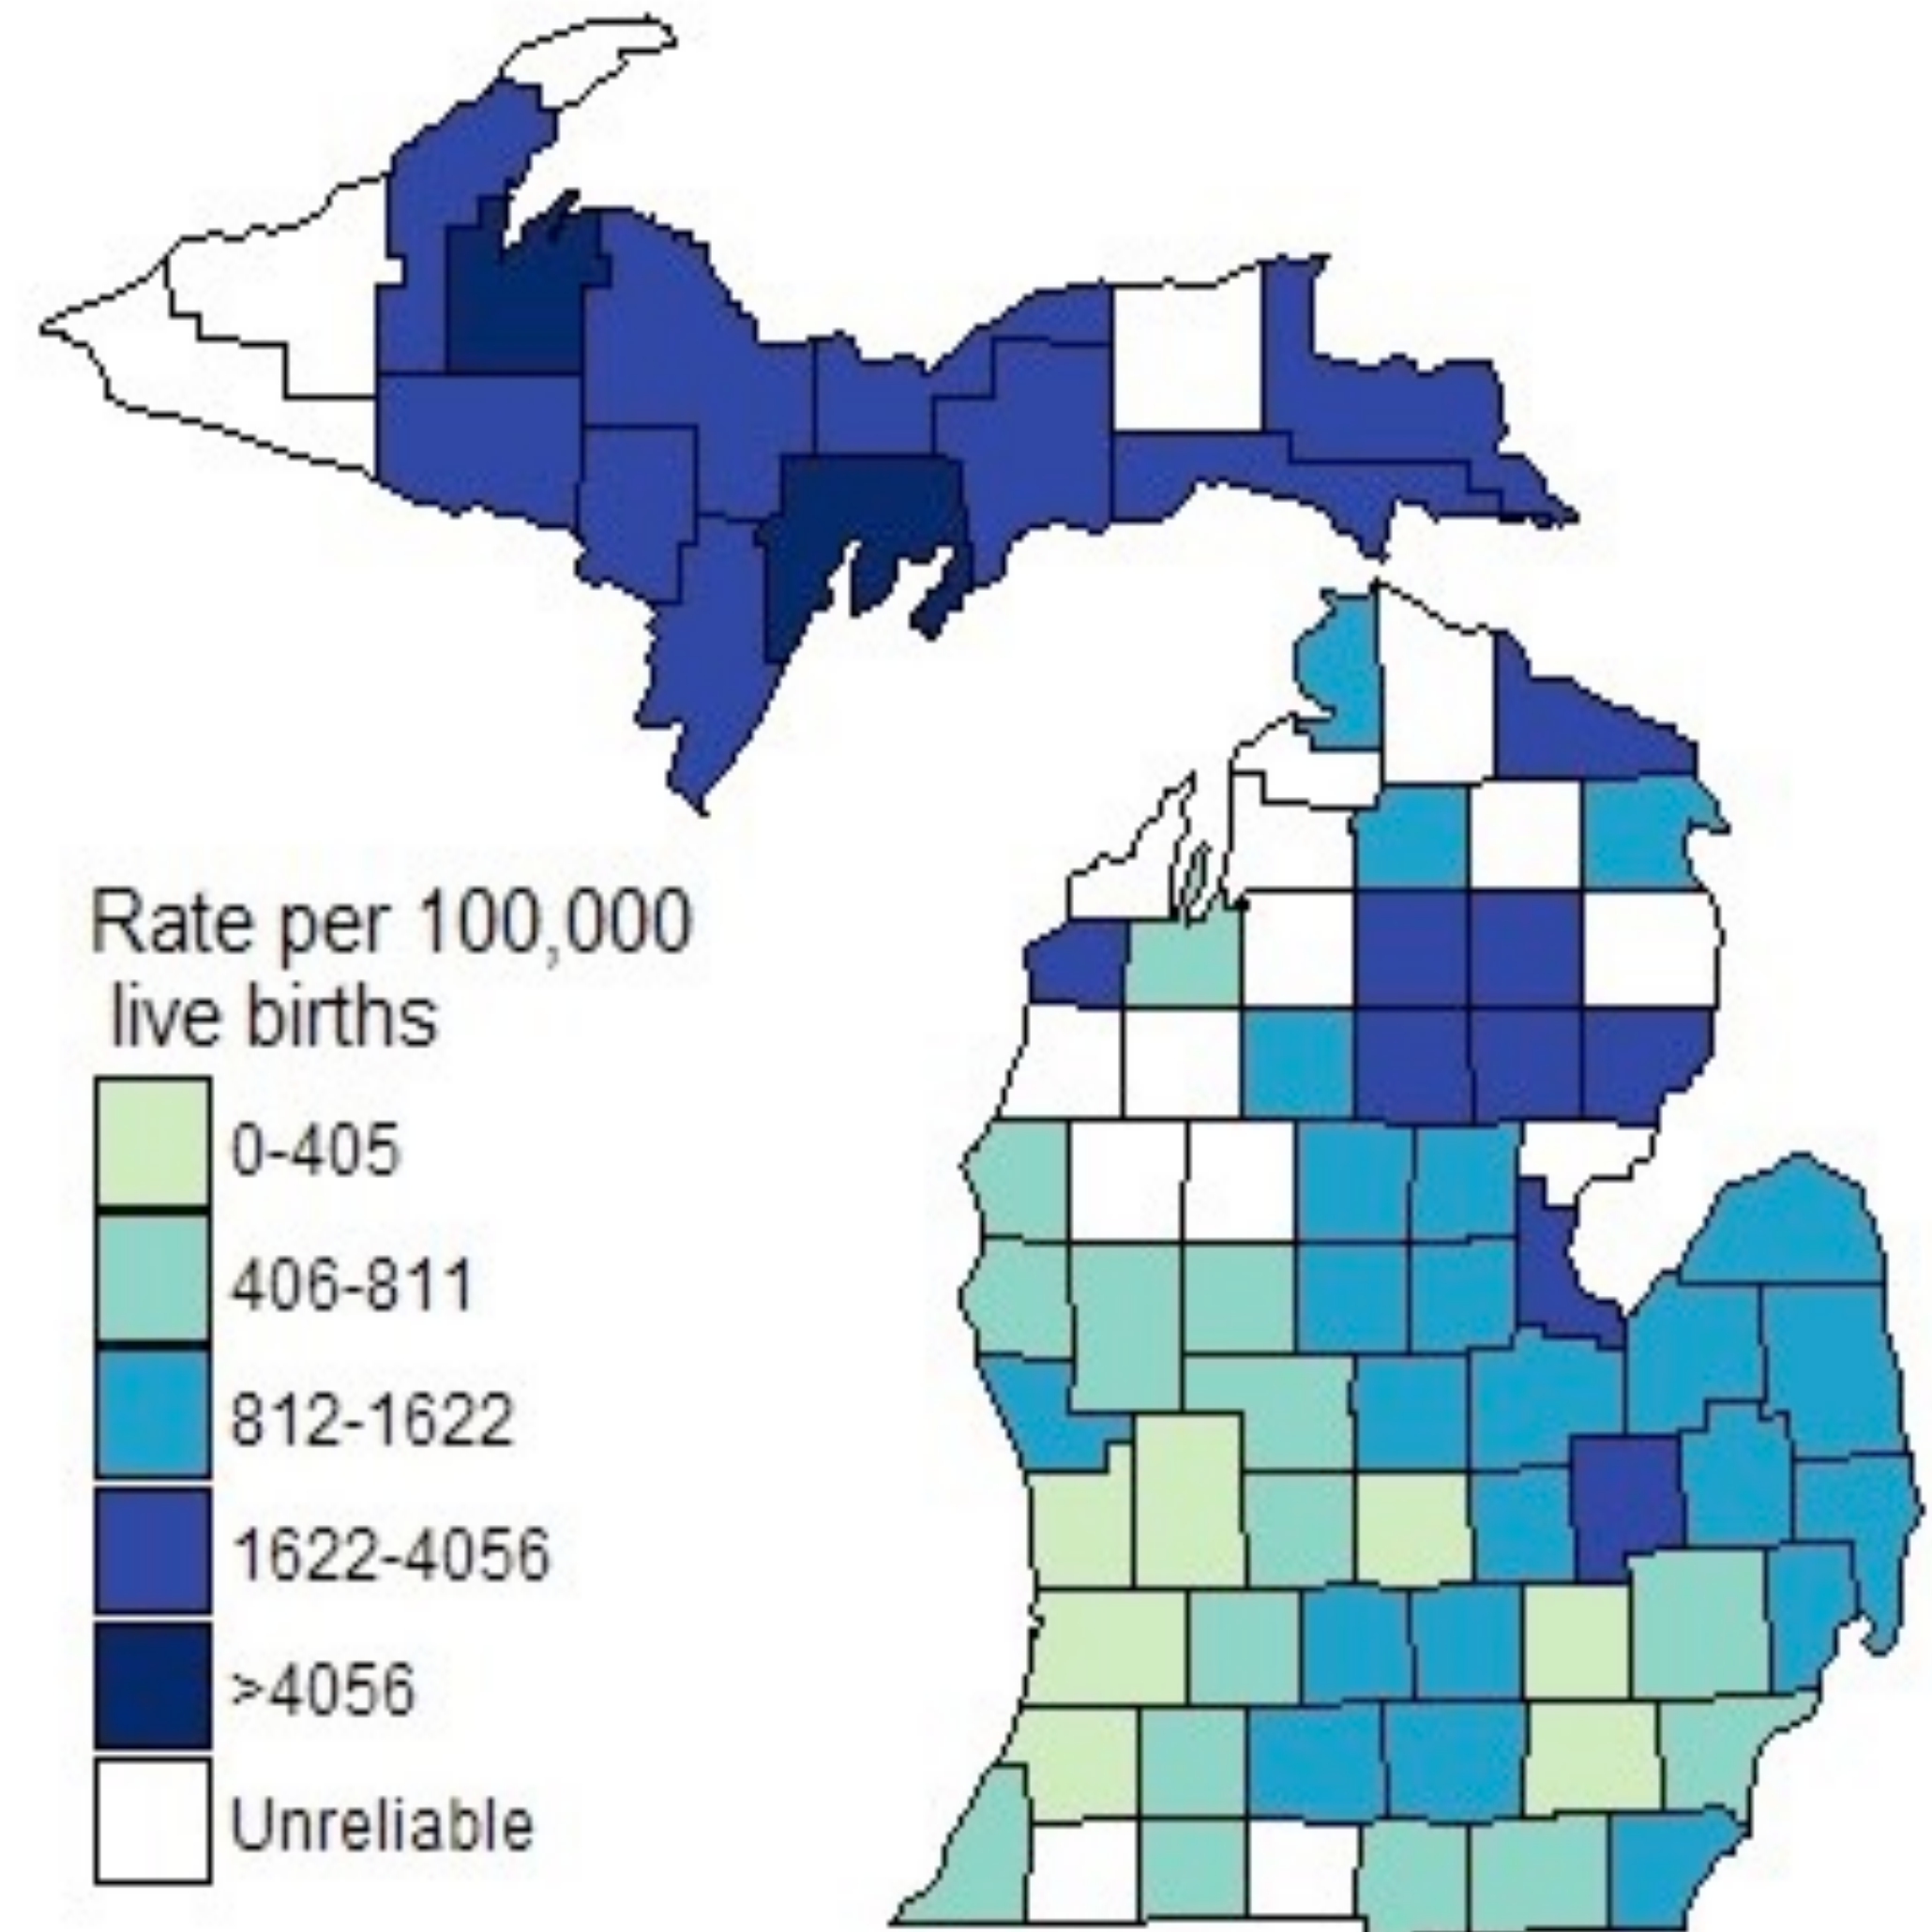 Rate per 100,000
live births
0-405
406-811
812-1622
1622-4056
>4056
Unreliable